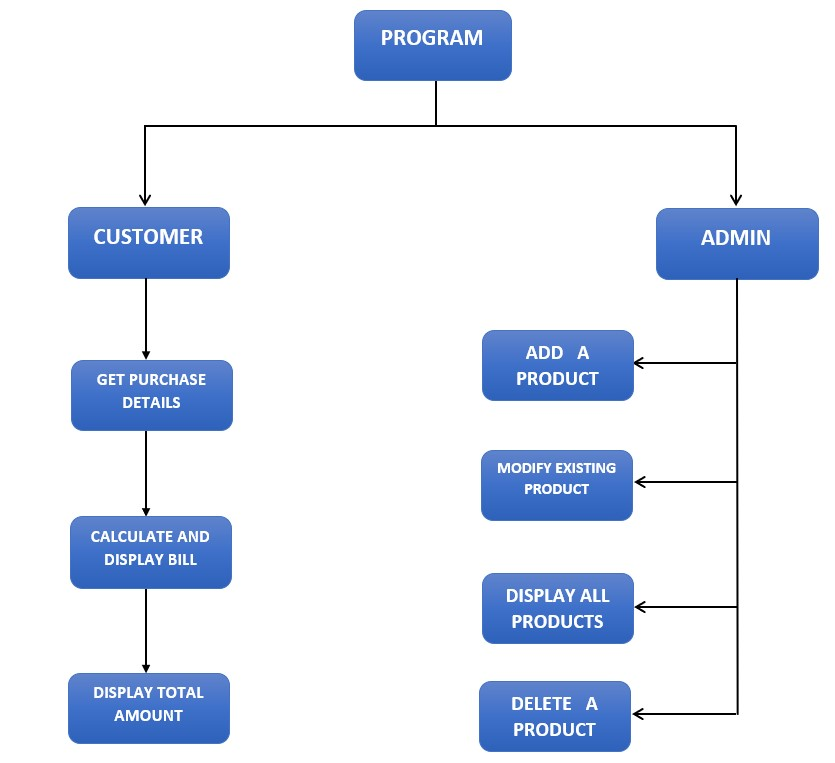 PROGRAM
CUSTOMER
ADMIN
GET PURCHASE
DETAILS
CALCULATE AND
DISPLAY BILL
DISPLAY TOTAL
AMOUNT
ADD A
PRODUCT
MODIFY EXISTING
PRODUCT
DISPLAY ALL
PRODUCTS
DELETE A
PRODUCT